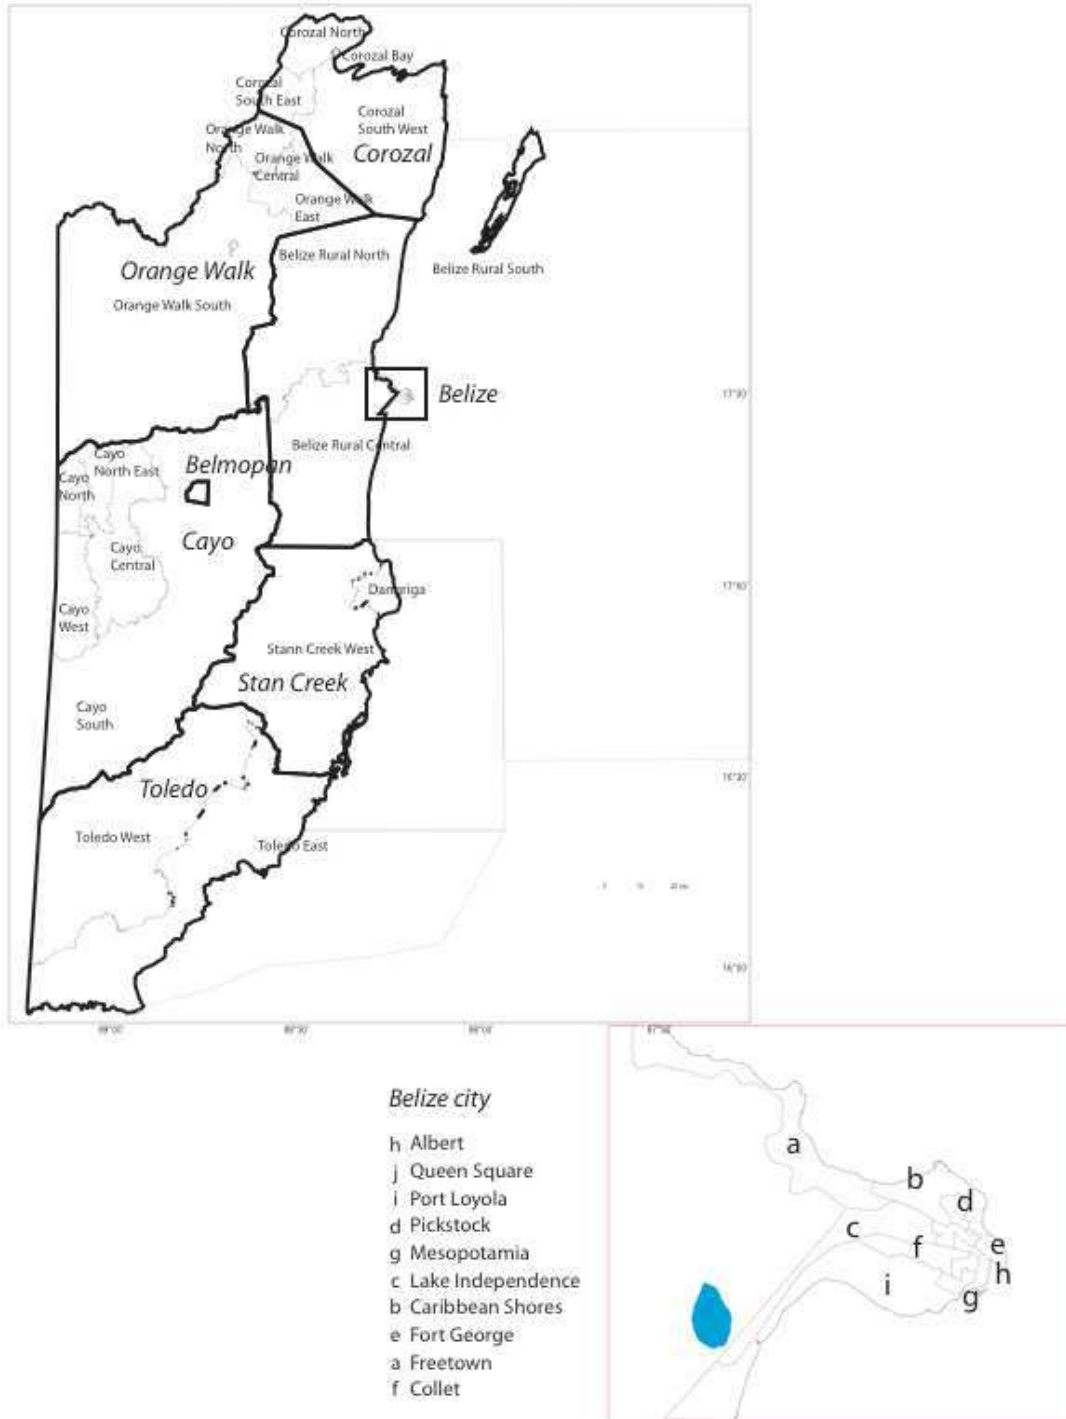 Corozal North
Corozal Bay
Corozal
South East
Corozal
South West
Corozal
Orange Walk
North
Orange Walk
Central
Orange Walk
East
Belize Rural North
Belize Rural South
Orange Walk
Orange Walk South
Belize
17°30'
Belize Rural Central
Cayo
North East
Belmopan
Cayo
North
Cayo
Cayo
Central
Dangriga
Cayo
West
Stann Creek West
Stan Creek
Cayo
South
Toledo
Toledo West
Toledo East
Belize city
h Albert
j Queen Square
i Port Loyola
d Pickstock
g Mesopotamia
c Lake Independence
b Caribbean Shores
e Fort George
a Freetown
f Collet
a
b
d
c
f
e
h
i
g